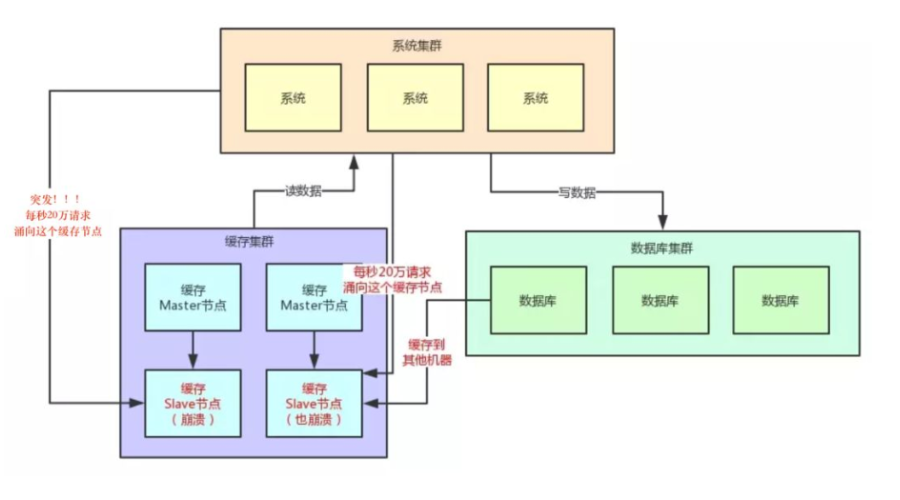 系统集群
系统
系统
系统
突发！！！
每秒20万请求
涌向这个缓存节点
读数据
写数据
缓存集群
缓存
Master节点
缓存
Master节点
每秒20万请求
涌向这个缓存节点
数据库集群
数据库
数据库
数据库
缓存到
其他机器
缓存
Slave节点
（崩溃）
缓存
Slave节点
（也崩溃）